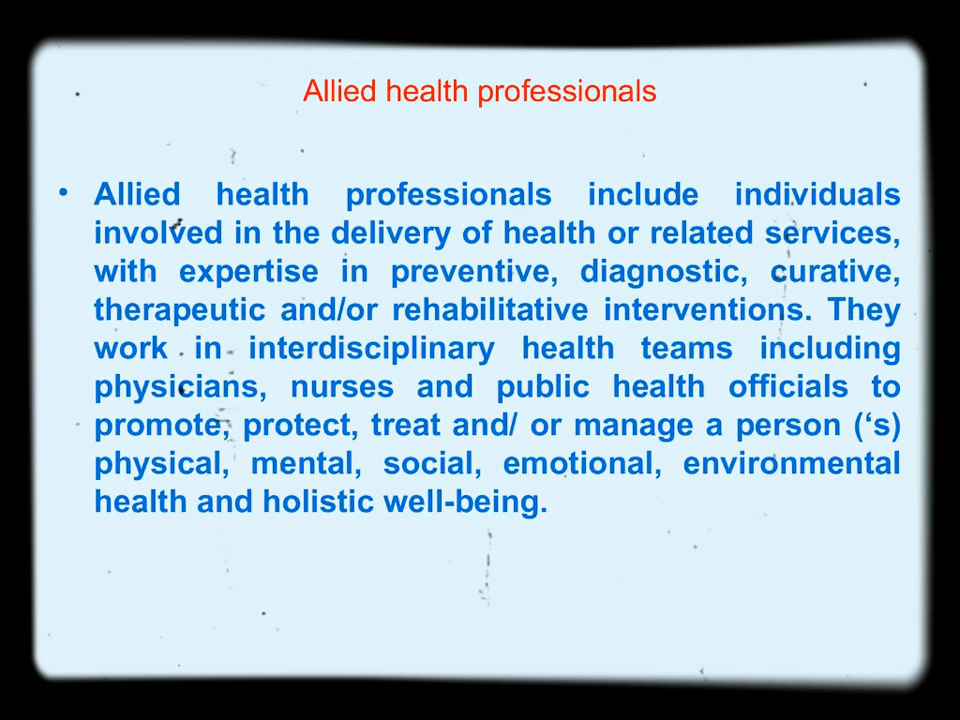 Allied health professionals
• Allied health professionals include individuals
involved in the delivery of health or related services,
with expertise in preventive, diagnostic, curative,
therapeutic and/or rehabilitative interventions. They
work in interdisciplinary health teams including
physicians, nurses and public health officials to
promote, protect, treat and/ or manage a person (‘s)
physical, mental, social, emotional, environmental
health and holistic well-being.